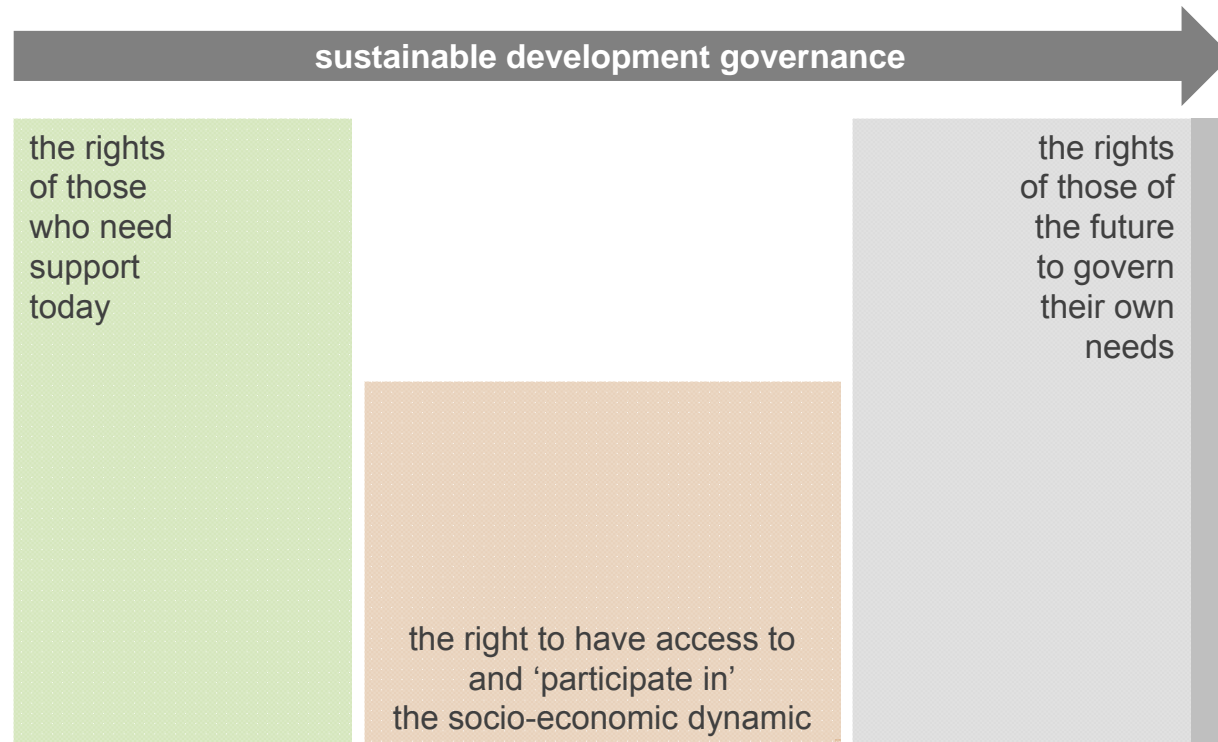 sustainable development governance
the rights
of those
who need
support
today
the rights
of those of
the future
to govern
their own
needs
the right to have access to
and ‘participate in’
the socio-economic dynamic